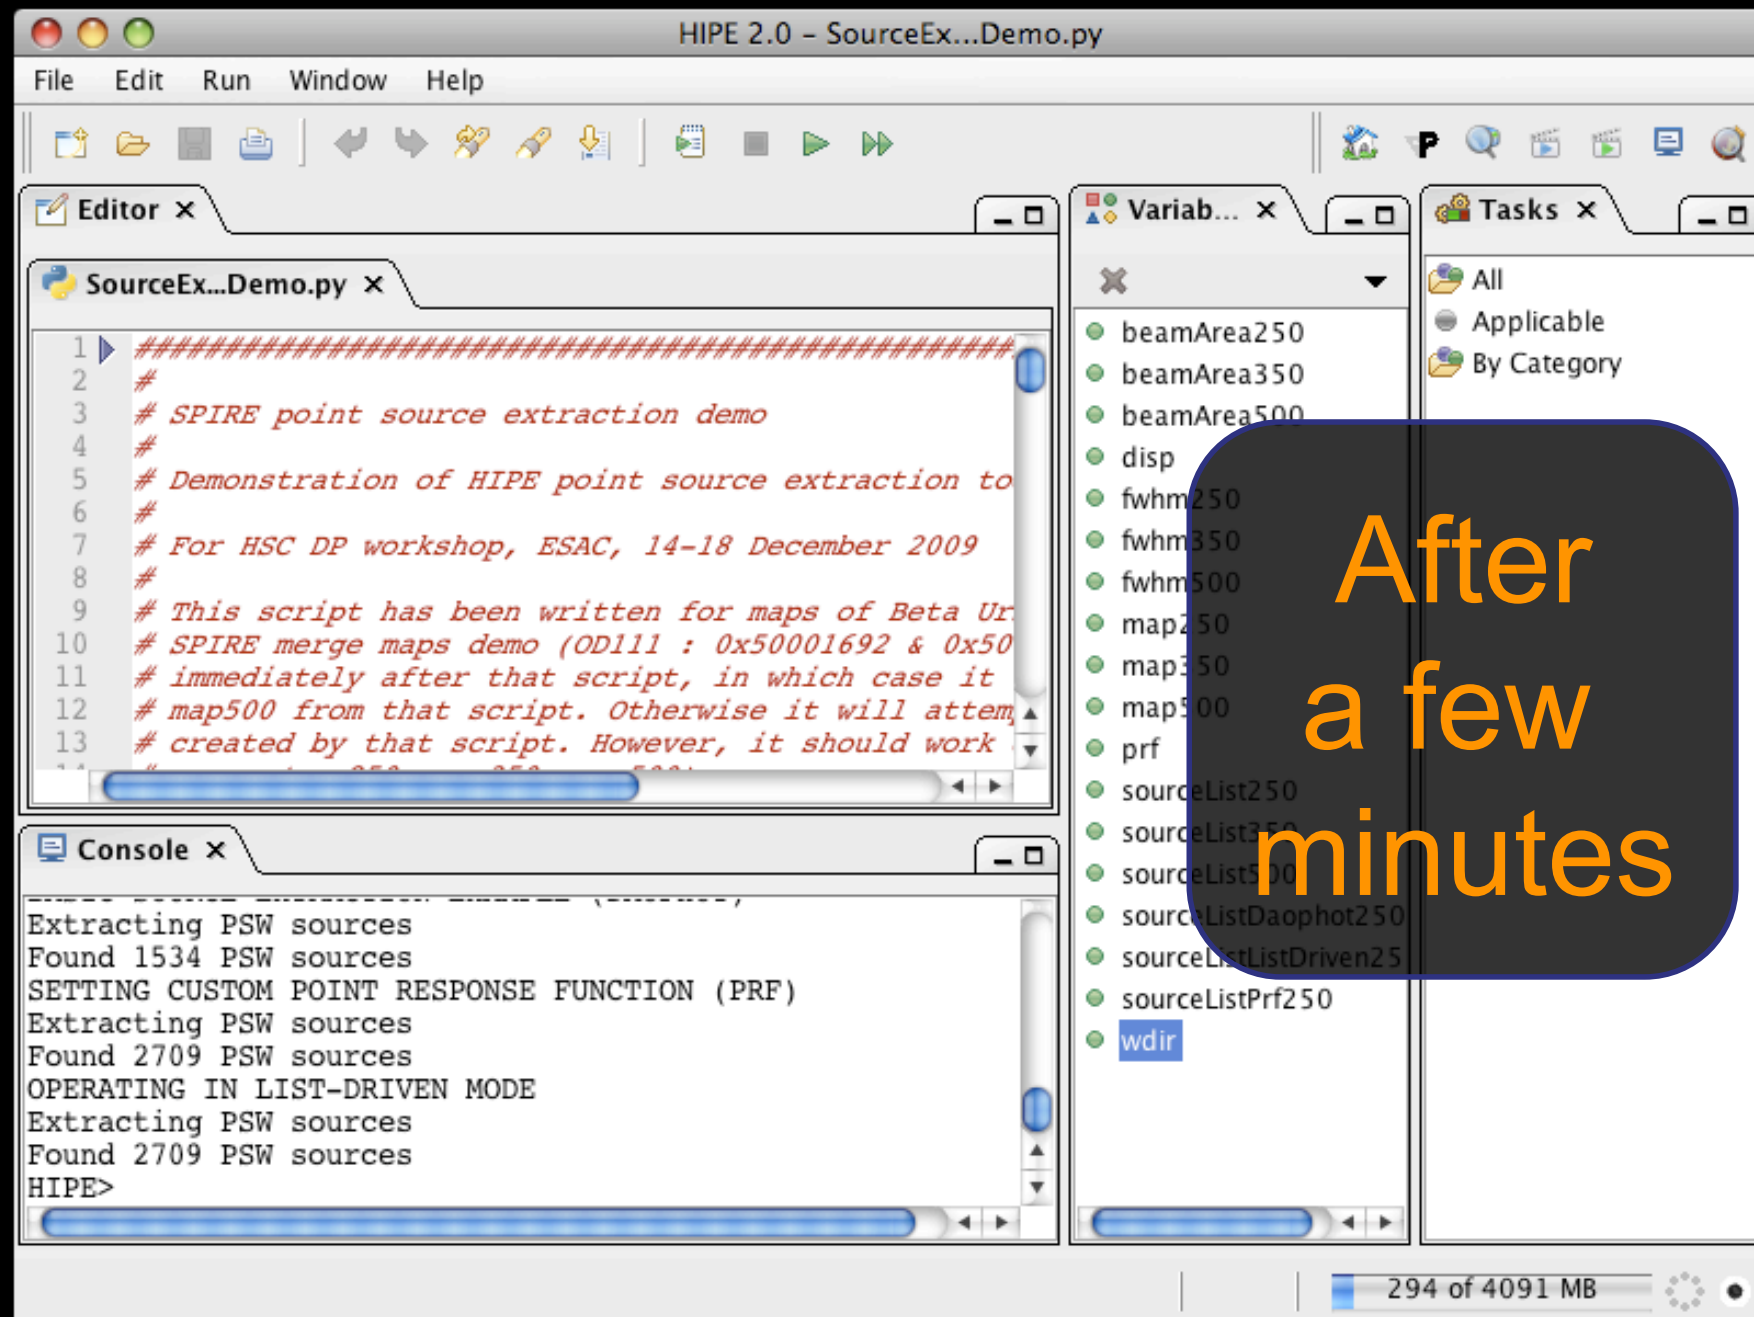 HIPE 2.0 – SourceEx...Demo.py
File Edit Run Window Help
Editor
SourceEx...Demo.py
1 ##################################################
2 #
3 # SPIRE point source extraction demo
4 #
5 # Demonstration of HIPE point source extraction to
6 #
7 # For HSC DP workshop, ESAC, 14-18 December 2009
8 #
9 # This script has been written for maps of Beta Ur
10 # SPIRE merge maps demo (OD111 : 0x50001692 & 0x50
11 # immediately after that script, in which case it
12 # map500 from that script. Otherwise it will attem
13 # created by that script. However, it should work
Console
Extracting PSW sources
Found 1534 PSW sources
SETTING CUSTOM POINT RESPONSE FUNCTION (PRF)
Extracting PSW sources
Found 2709 PSW sources
OPERATING IN LIST-DRIVEN MODE
Extracting PSW sources
Found 2709 PSW sources
HIPE>
Variab...
beamArea250
beamArea350
beamArea500
disp
fwhm250
fwhm350
fwhm500
map250
map350
map500
prf
sourceList250
sourceList350
sourceList500
sourceListDaophot250
sourceListListDriven25
sourceListPrf250
wdir
Tasks
All
Applicable
By Category
After
a few
minutes
294 of 4091 MB